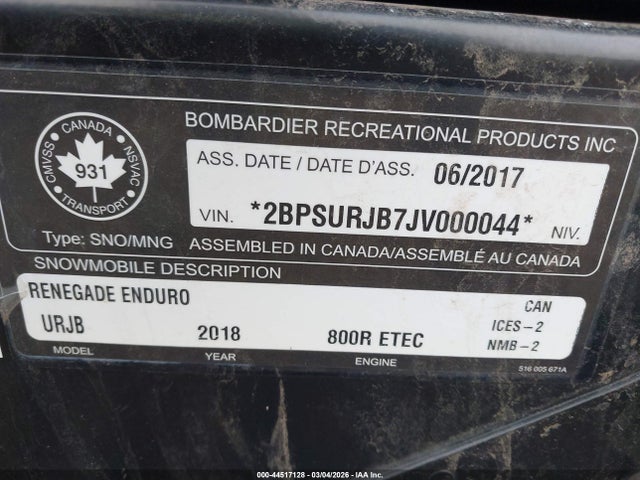 BOMBARDIER RECREATIONAL PRODUCTS INC
CANADA
CMVSS
NSVAC
931
TRANSPORT
ASS. DATE / DATE D'ASS. 06/2017
VIN. *2BPSURJB7JV000044* NIV.
Type: SNO/MNG ASSEMBLED IN CANADA/ASSEMBLÉ AU CANADA
SNOWMOBILE DESCRIPTION
RENEGADE ENDURO CAN
URJB 2018 800R ETEC ICES-2
NMB-2
MODEL YEAR ENGINE
516 005 671A
000-44517128 | 03/04/2026 - IAA Inc.